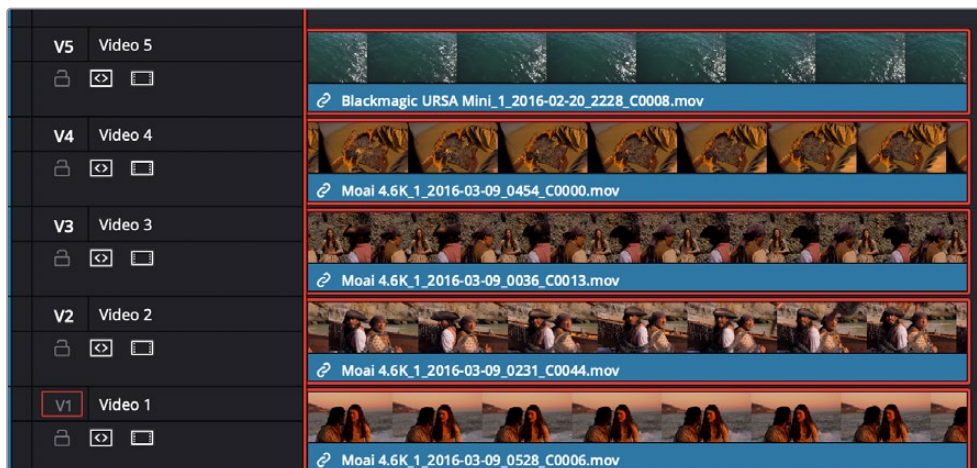 V5 Video 5
Blackmagic URSA Mini_1_2016-02-20_2228_C0008.mov
V4 Video 4
Moai 4.6K_1_2016-03-09_0454_C0000.mov
V3 Video 3
Moai 4.6K_1_2016-03-09_0036_C0013.mov
V2 Video 2
Moai 4.6K_1_2016-03-09_0231_C0044.mov
V1 Video 1
Moai 4.6K_1_2016-03-09_0528_C0006.mov